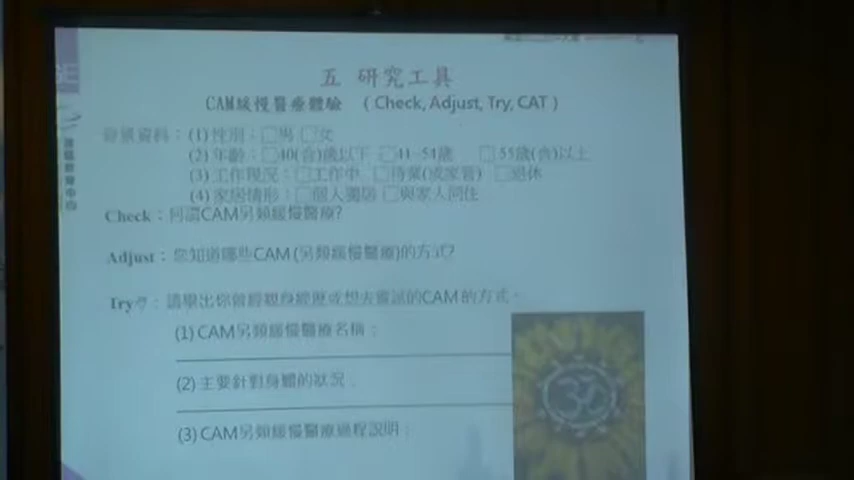 五 研究工具
CAM緩慢醫療體驗 （Check, Adjust, Try, CAT）
背景資料：(1) 性別：□男 □女
(2) 年齡：□40(含)歲以下 □41-54歲 □55歲(含)以上
(3) 工作現況：□工作中 □待業(或家管) □退休
(4) 家居情形：□個人獨居 □與家人同住
Check：何謂CAM另類緩慢醫療?
Adjust：您知道哪些CAM (另類緩慢醫療)的方式?
Try♡：請舉出你曾經親身經歷或想去嘗試的CAM 的方式。
(1) CAM另類緩慢醫療名稱：
(2) 主要針對身體的狀況：
(3) CAM另類緩慢醫療過程說明：